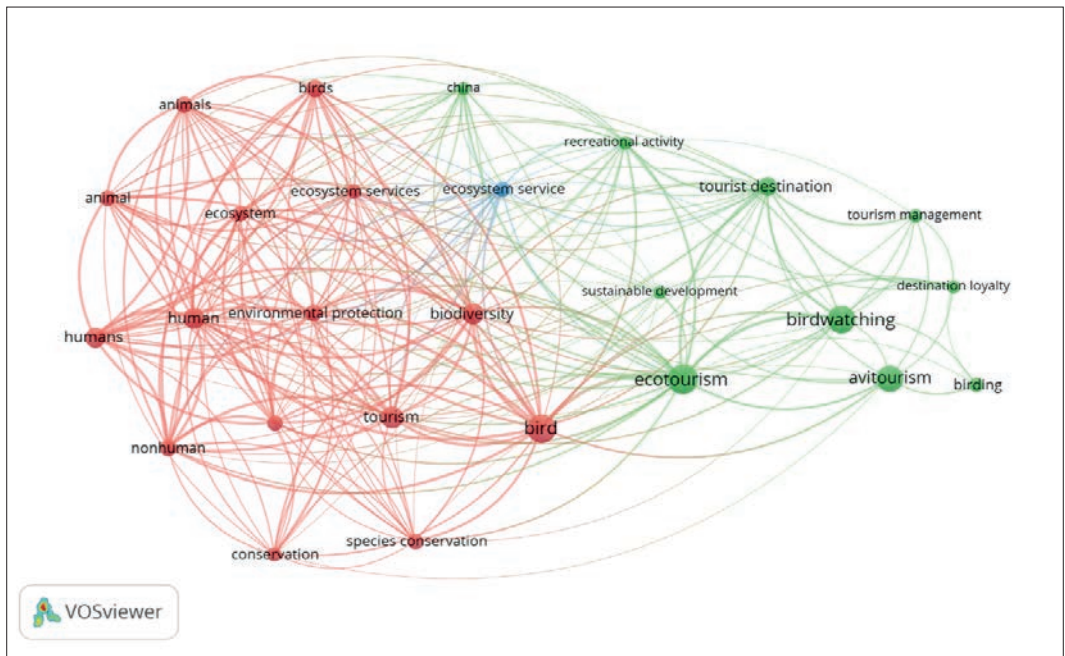 birds
china
animals
recreational activity
tourist destination
ecosystem services
ecosystem service
animal
ecosystem
tourism management
destination loyalty
sustainable development
environmental protection
biodiversity
human
birdwatching
humans
ecotourism
avitourism
birding
tourism
bird
nonhuman
species conservation
conservation
VOSviewer